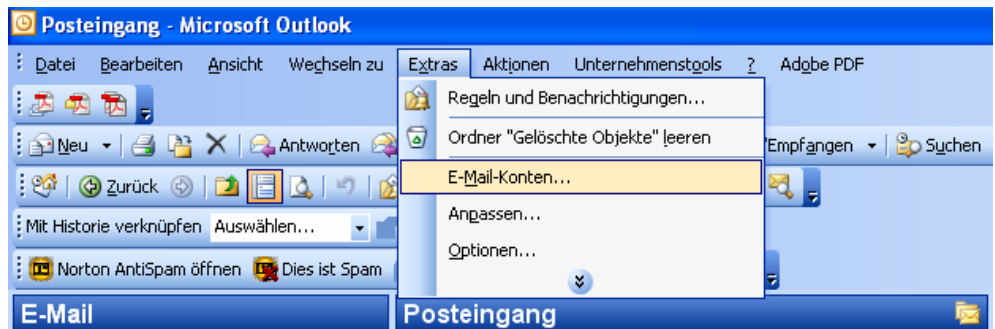 Posteingang - Microsoft Outlook
Datei Bearbeiten Ansicht Wechseln zu Extras Aktionen Unternehmenstools ? Adobe PDF
Regeln und Benachrichtigungen...
Neu Antworten Ordner "Gelöschte Objekte" leeren Empfangen Suchen
Zurück E-Mail-Konten...
Mit Historie verknüpfen Auswählen... Anpassen...
Norton AntiSpam öffnen Dies ist Spam Optionen...
E-Mail Posteingang